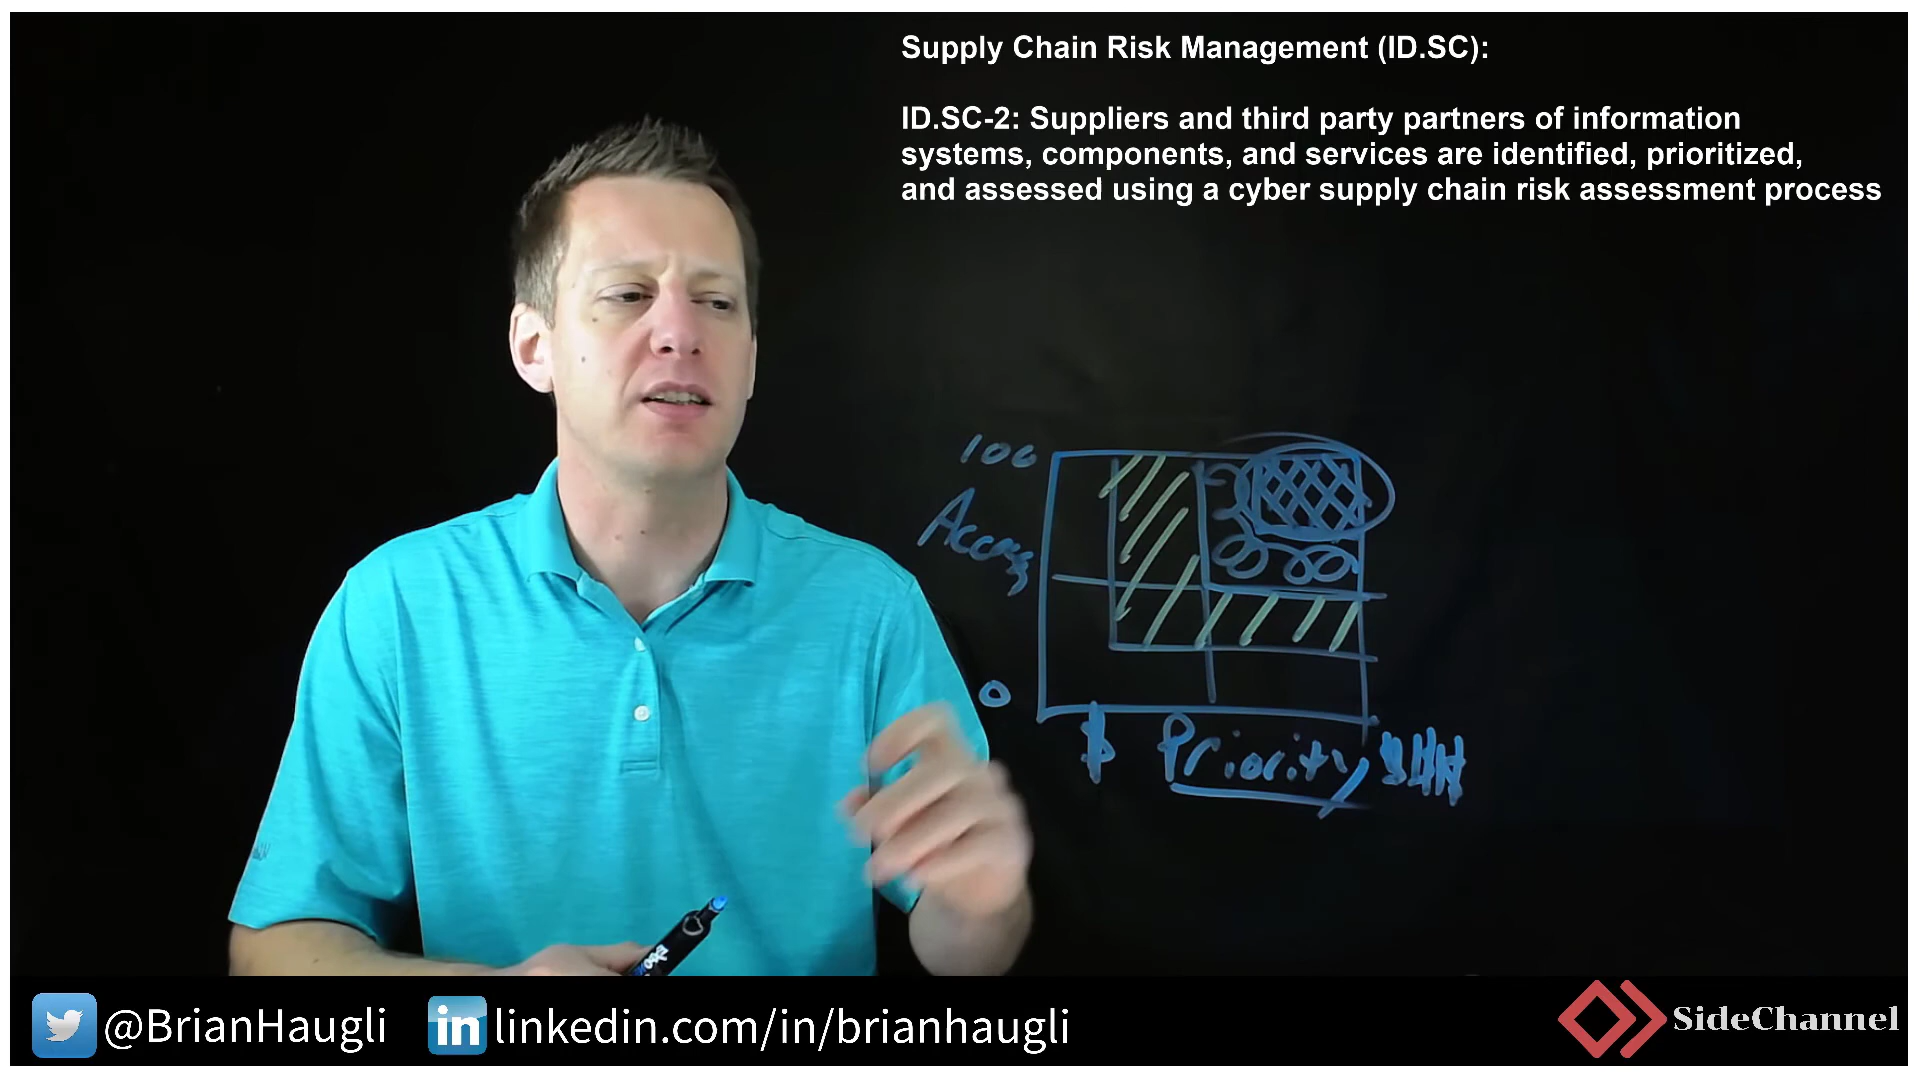 Supply Chain Risk Management (ID.SC):
ID.SC-2: Suppliers and third party partners of information
systems, components, and services are identified, prioritized,
and assessed using a cyber supply chain risk assessment process
100
Access
0
$ Priority $$$$
EXPO
@BrianHaugli
linkedin.com/in/brianhaugli
SideChannel